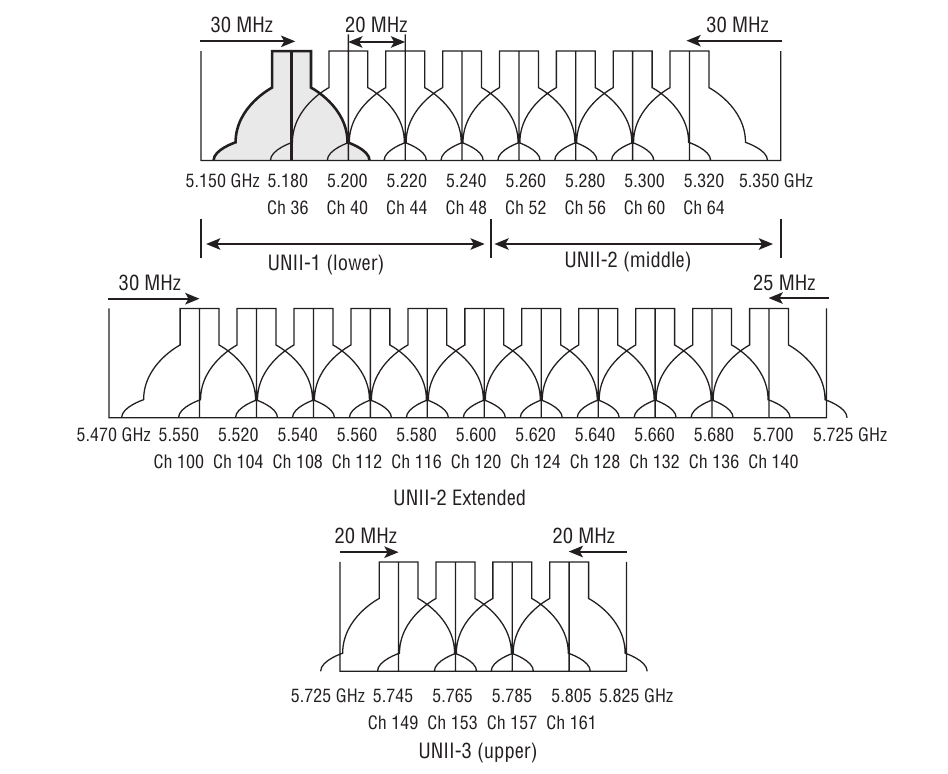 30 MHz 20 MHz 30 MHz
5.150 GHz 5.180 5.200 5.220 5.240 5.260 5.280 5.300 5.320 5.350 GHz
Ch 36 Ch 40 Ch 44 Ch 48 Ch 52 Ch 56 Ch 60 Ch 64
UNII-1 (lower) UNII-2 (middle)
30 MHz 25 MHz
5.470 GHz 5.550 5.520 5.540 5.560 5.580 5.600 5.620 5.640 5.660 5.680 5.700 5.725 GHz
Ch 100 Ch 104 Ch 108 Ch 112 Ch 116 Ch 120 Ch 124 Ch 128 Ch 132 Ch 136 Ch 140
UNII-2 Extended
20 MHz 20 MHz
5.725 GHz 5.745 5.765 5.785 5.805 5.825 GHz
Ch 149 Ch 153 Ch 157 Ch 161
UNII-3 (upper)